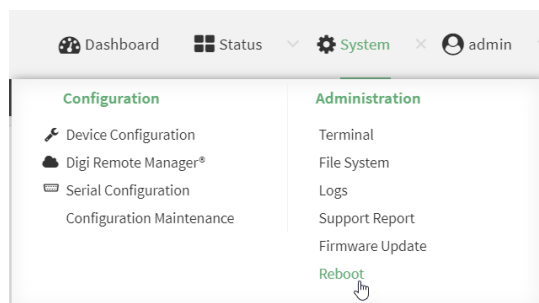 Dashboard Status System admin
Configuration Administration
Device Configuration Terminal
Digi Remote Manager® File System
Serial Configuration Logs
Configuration Maintenance Support Report
Firmware Update
Reboot